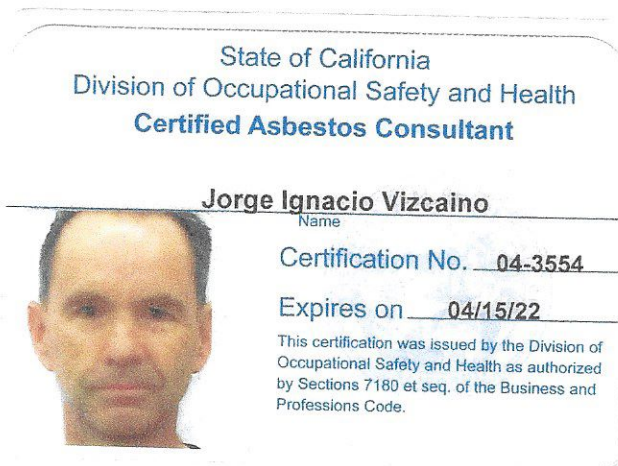 State of California
Division of Occupational Safety and Health
Certified Asbestos Consultant
Jorge Ignacio Vizcaino
Name
Certification No. 04-3554
Expires on 04/15/22
This certification was issued by the Division of
Occupational Safety and Health as authorized
by Sections 7180 et seq. of the Business and
Professions Code.